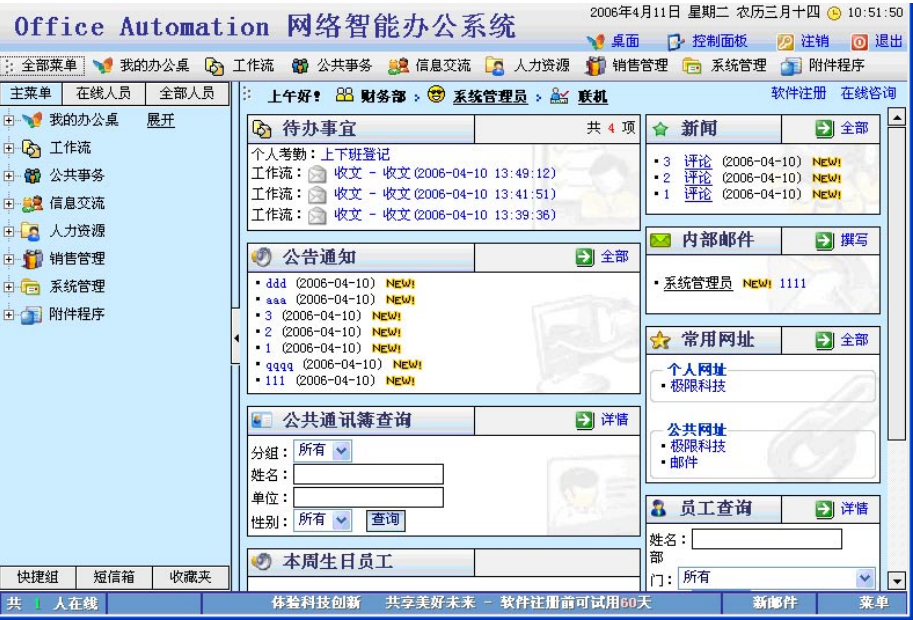 Office Automation 网络智能办公系统
2006年4月11日 星期二 农历三月十四 10:51:50
桌面 控制面板 注销 退出
全部菜单 我的办公桌 工作流 公共事务 信息交流 人力资源 销售管理 系统管理 附件程序
主菜单 在线人员 全部人员
我的办公桌 展开
工作流
公共事务
信息交流
人力资源
销售管理
系统管理
附件程序
快捷组 短信箱 收藏夹
上午好! 财务部 系统管理员 联机
软件注册 在线咨询
待办事宜 共 4 项
个人考勤：上下班登记
工作流： 收文 - 收文(2006-04-10 13:49:12)
工作流： 收文 - 收文(2006-04-10 13:41:51)
工作流： 收文 - 收文(2006-04-10 13:39:36)
公告通知 全部
ddd (2006-04-10) NEW!
aaa (2006-04-10) NEW!
3 (2006-04-10) NEW!
2 (2006-04-10) NEW!
1 (2006-04-10) NEW!
qqqq (2006-04-10) NEW!
111 (2006-04-10) NEW!
公共通讯簿查询 详情
分组： 所有
姓名：
单位：
性别： 所有 查询
本周生日员工
新闻 全部
3 评论 (2006-04-10) NEW!
2 评论 (2006-04-10) NEW!
1 评论 (2006-04-10) NEW!
内部邮件 撰写
系统管理员 NEW! 1111
常用网址 全部
个人网址
极限科技
公共网址
极限科技
邮件
员工查询 详情
姓名：
部
门： 所有
共 1 人在线 体验科技创新 共享美好未来 - 软件注册前可试用60天 新邮件 菜单